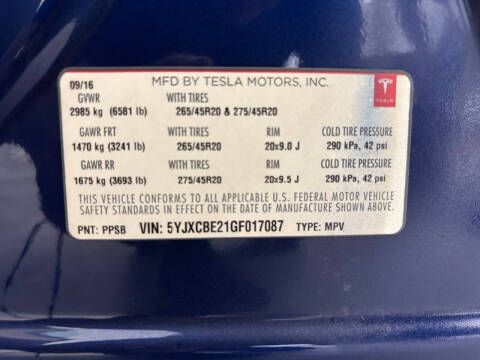 09/16 MFD BY TESLA MOTORS, INC.
GVWR WITH TIRES
2985 kg (6581 lb) 265/45R20 & 275/45R20
TESLA
GAWR FRT WITH TIRES RIM COLD TIRE PRESSURE
1470 kg (3241 lb) 265/45R20 20x9.0 J 290 kPa, 42 psi
GAWR RR WITH TIRES RIM COLD TIRE PRESSURE
1675 kg (3693 lb) 275/45R20 20x9.5 J 290 kPa, 42 psi
THIS VEHICLE CONFORMS TO ALL APPLICABLE U.S. FEDERAL MOTOR VEHICLE
SAFETY STANDARDS IN EFFECT ON THE DATE OF MANUFACTURE SHOWN ABOVE.
PNT: PPSB VIN: 5YJXCBE21GF017087 TYPE: MPV